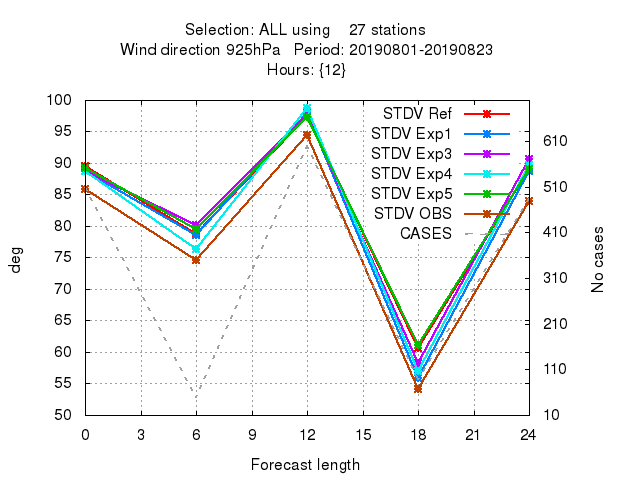 Selection: ALL using 27 stations
Wind direction 925hPa Period: 20190801-20190823
Hours: {12}
STDV Ref
STDV Exp1
STDV Exp3
STDV Exp4
STDV Exp5
STDV OBS
CASES
100
95
90
85
80
75
70
65
60
55
50
deg
610
510
410
310
210
110
10
No cases
0 3 6 9 12 15 18 21 24
Forecast length